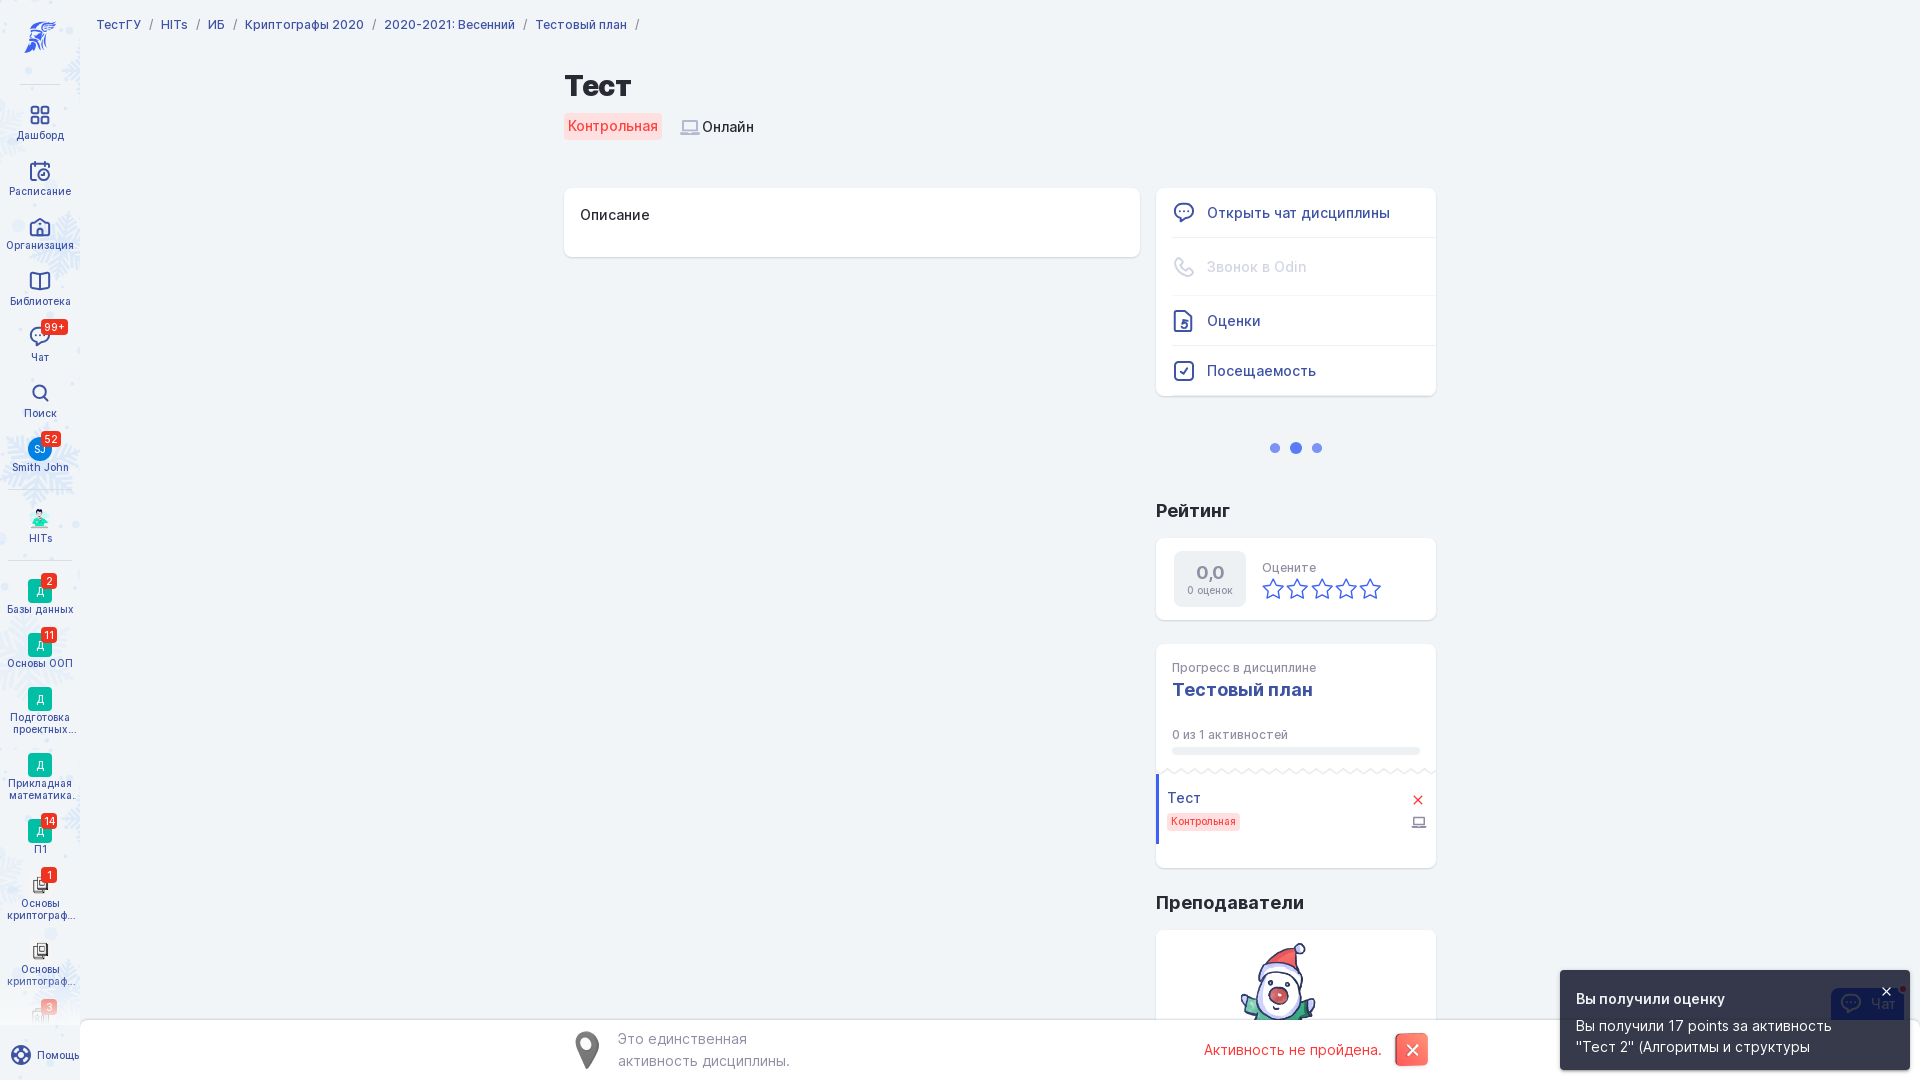 ТестГУ / HITs / ИБ / Криптографы 2020 / 2020-2021: Весенний / Тестовый план /
Дашборд
Расписание
Организация
Библиотека
99+
Чат
Поиск
SJ
52
Smith John
HITs
Д
2
Базы данных
Д
11
Основы ООП
Д
Подготовка
проектных...
Д
Прикладная
математика.
Д
14
П1
1
Основы
криптограф...
Основы
криптограф...
3
Помощь
Тест
Контрольная
Онлайн
Описание
Открыть чат дисциплины
Звонок в Odin
Оценки
Посещаемость
Рейтинг
0,0
0 оценок
Оцените
Прогресс в дисциплине
Тестовый план
0 из 1 активностей
Тест
Контрольная
Преподаватели
Это единственная
активность дисциплины.
Активность не пройдена.
Чат
Вы получили оценку
Вы получили 17 points за активность
"Тест 2" (Алгоритмы и структуры